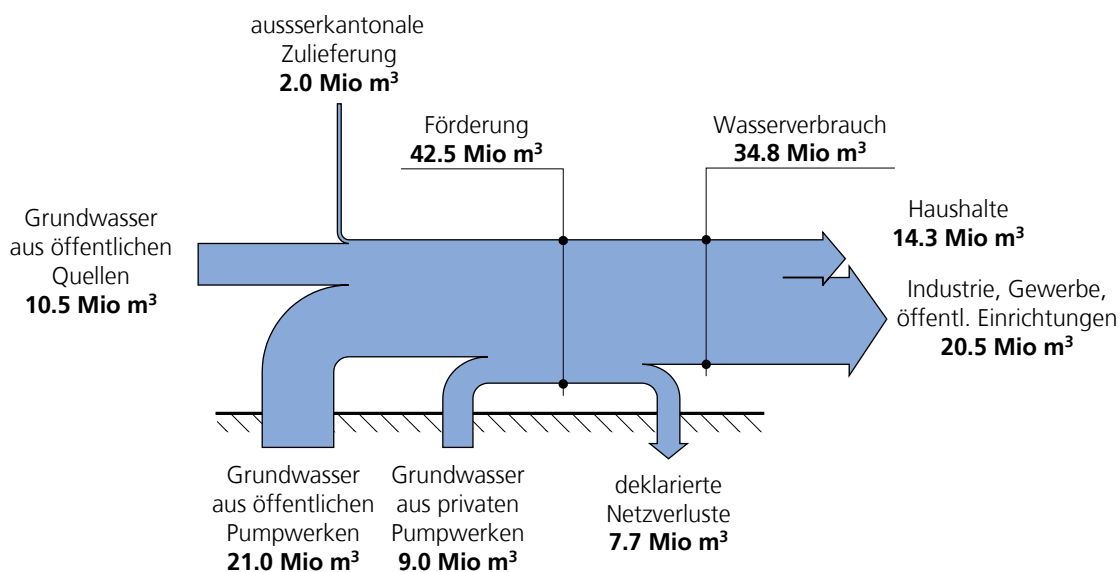 aussserkantonale
Zulieferung
2.0 Mio m³
Förderung
42.5 Mio m³
Wasserverbrauch
34.8 Mio m³
Grundwasser
aus öffentlichen
Quellen
10.5 Mio m³
Haushalte
14.3 Mio m³
Industrie, Gewerbe,
öffentl. Einrichtungen
20.5 Mio m³
Grundwasser
aus öffentlichen
Pumpwerken
21.0 Mio m³
Grundwasser
aus privaten
Pumpwerken
9.0 Mio m³
deklarierte
Netzverluste
7.7 Mio m³